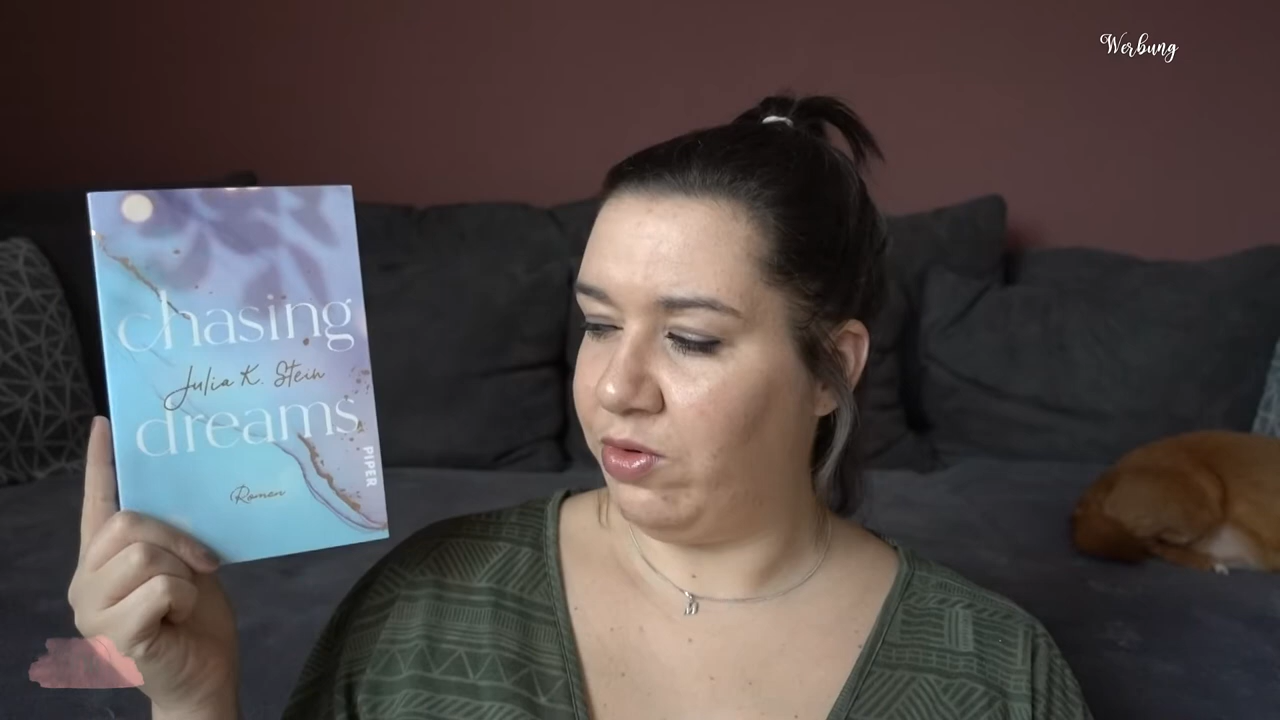 Werbung
chasing
Julia K. Stein
dreams
PIPER
Roman